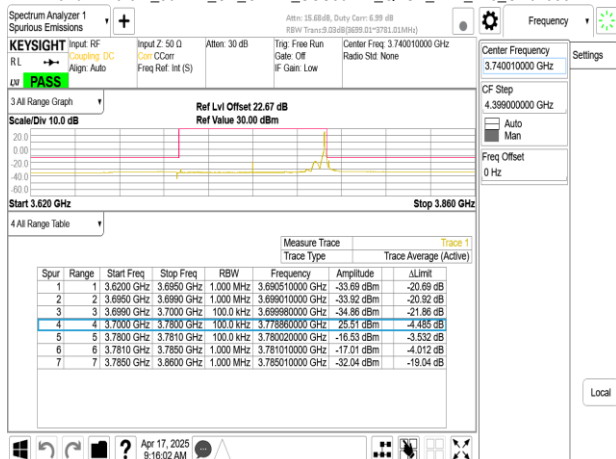 Spectrum Analyzer 1
Spurious Emissions
Attn: 15.68dB, Duty Corr: 6.99 dB
RBW Trans:9.03dB(3699.01~3781.01MHz)
Frequency
KEYSIGHT
RL
PASS
Input: RF
Coupling: DC
Align: Auto
Input Z: 50 Ω
Corr CCorr
Freq Ref: Int (S)
Atten: 30 dB
Trig: Free Run
Gate: Off
IF Gain: Low
Center Freq: 3.740010000 GHz
Radio Std: None
Center Frequency
3.740010000 GHz
Settings
CF Step
4.399000000 GHz
Auto
Man
Freq Offset
0 Hz
3 All Range Graph
Scale/Div 10.0 dB
Ref Lvl Offset 22.67 dB
Ref Value 30.00 dBm
20.0
0.00
-20.0
-40.0
-60.0
Start 3.620 GHz
Stop 3.860 GHz
4 All Range Table
Measure Trace Trace 1
Trace Type Trace Average (Active)
Spur Range Start Freq Stop Freq RBW Frequency Amplitude ΔLimit
1 1 3.6200 GHz 3.6950 GHz 1.000 MHz 3.690510000 GHz -33.69 dBm -20.69 dB
2 2 3.6950 GHz 3.6990 GHz 1.000 MHz 3.699010000 GHz -33.92 dBm -20.92 dB
3 3 3.6990 GHz 3.7000 GHz 100.0 kHz 3.699980000 GHz -34.86 dBm -21.86 dB
4 4 3.7000 GHz 3.7800 GHz 100.0 kHz 3.778860000 GHz 25.51 dBm -4.485 dB
5 5 3.7800 GHz 3.7810 GHz 100.0 kHz 3.780020000 GHz -16.53 dBm -3.532 dB
6 6 3.7810 GHz 3.7850 GHz 1.000 MHz 3.781010000 GHz -17.01 dBm -4.012 dB
7 7 3.7850 GHz 3.8600 GHz 1.000 MHz 3.785010000 GHz -32.04 dBm -19.04 dB
Local
Apr 17, 2025
9:16:02 AM